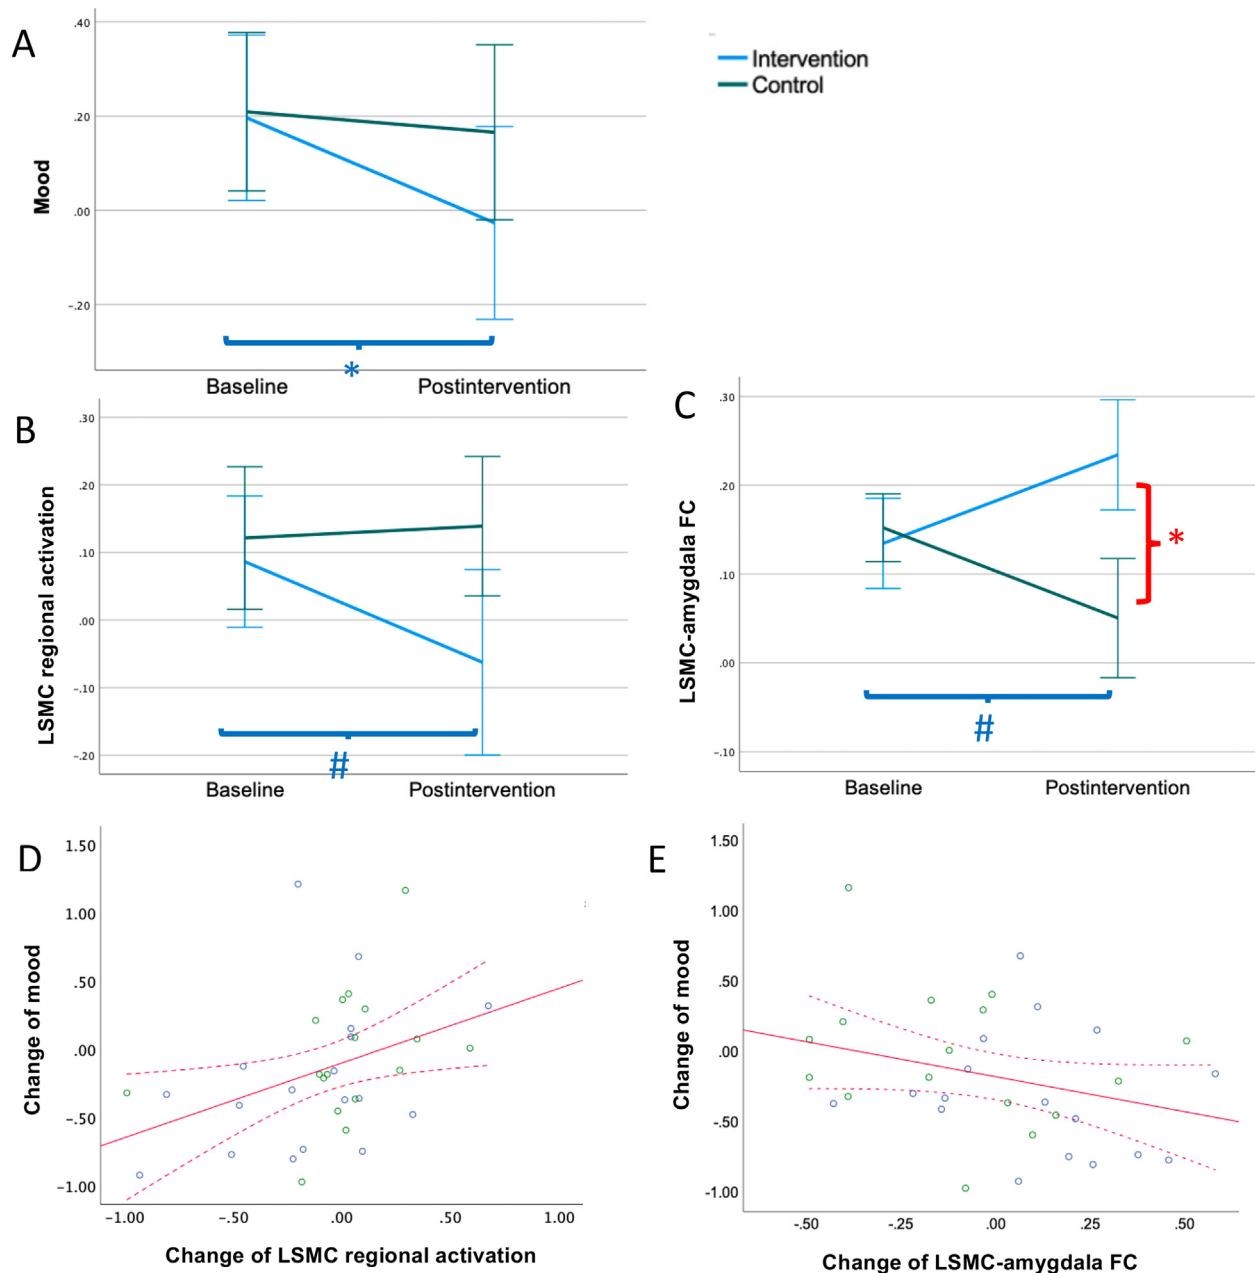 A
.40
.20
.00
-.20
Mood
*
Baseline
Postintervention
Intervention
Control
B
.30
.20
.10
.00
-.10
-.20
LSMC regional activation
#
Baseline
Postintervention
C
.30
.20
.10
.00
-.10
LSMC-amygdala FC
*
#
Baseline
Postintervention
D
1.50
1.00
.50
.00
-.50
-1.00
Change of mood
-1.00
-.50
.00
.50
1.00
Change of LSMC regional activation
E
1.50
1.00
.50
.00
-.50
-1.00
Change of mood
-.50
-.25
.00
.25
.50
Change of LSMC-amygdala FC